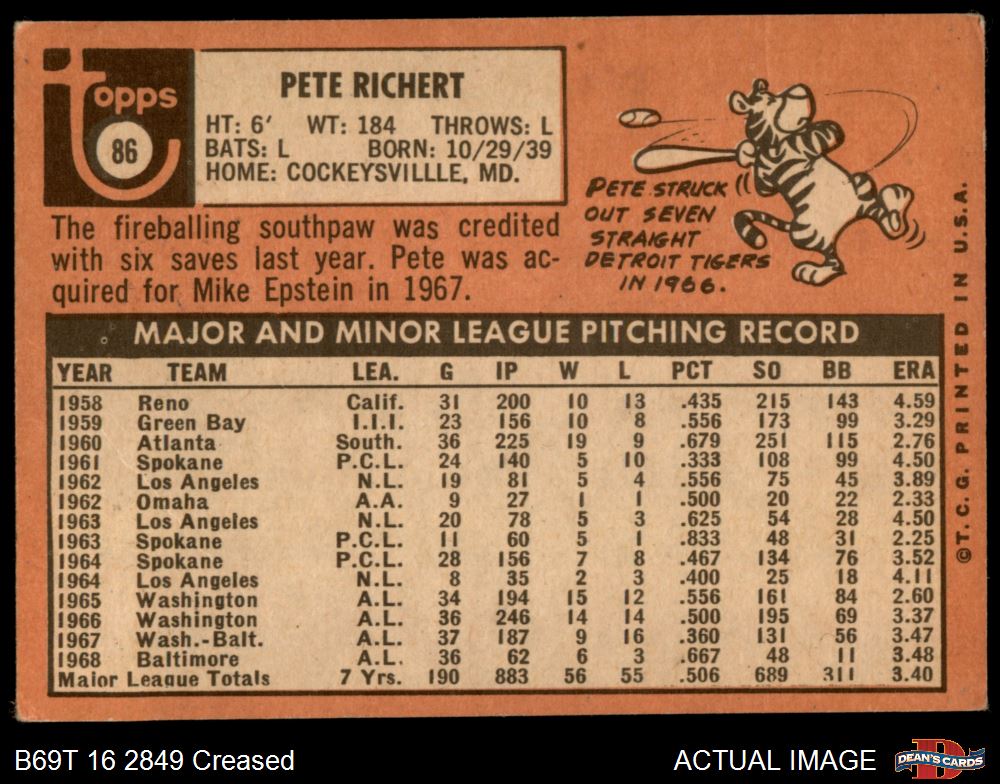 Topps
86
PETE RICHERT
HT: 6' WT: 184 THROWS: L
BATS: L BORN: 10/29/39
HOME: COCKEYSVILLLE, MD.
The fireballing southpaw was credited
with six saves last year. Pete was ac-
quired for Mike Epstein in 1967.
PETE STRUCK
OUT SEVEN
STRAIGHT
DETROIT TIGERS
IN 1966.
MAJOR AND MINOR LEAGUE PITCHING RECORD
YEAR TEAM LEA. G IP W L PCT SO BB ERA
1958 Reno Calif. 31 200 10 13 .435 215 143 4.59
1959 Green Bay I.I.I. 23 156 10 8 .556 173 99 3.29
1960 Atlanta South. 36 225 19 9 .679 251 115 2.76
1961 Spokane P.C.L. 24 140 5 10 .333 108 99 4.50
1962 Los Angeles N.L. 19 81 5 4 .556 75 45 3.89
1962 Omaha A.A. 9 27 1 1 .500 20 22 2.33
1963 Los Angeles N.L. 20 78 5 3 .625 54 28 4.50
1963 Spokane P.C.L. 11 60 5 1 .833 48 31 2.25
1964 Spokane P.C.L. 28 156 7 8 .467 134 76 3.52
1964 Los Angeles N.L. 8 35 2 3 .400 25 18 4.11
1965 Washington A.L. 34 194 15 12 .556 161 84 2.60
1966 Washington A.L. 36 246 14 14 .500 195 69 3.37
1967 Wash.-Balt. A.L. 37 187 9 16 .360 131 56 3.47
1968 Baltimore A.L. 36 62 6 3 .667 48 11 3.48
Major League Totals 7 Yrs. 190 883 56 55 .506 689 311 3.40
©T.C.G. PRINTED IN U.S.A.
B69T 16 2849 Creased
ACTUAL IMAGE
D
DEAN'S CARDS